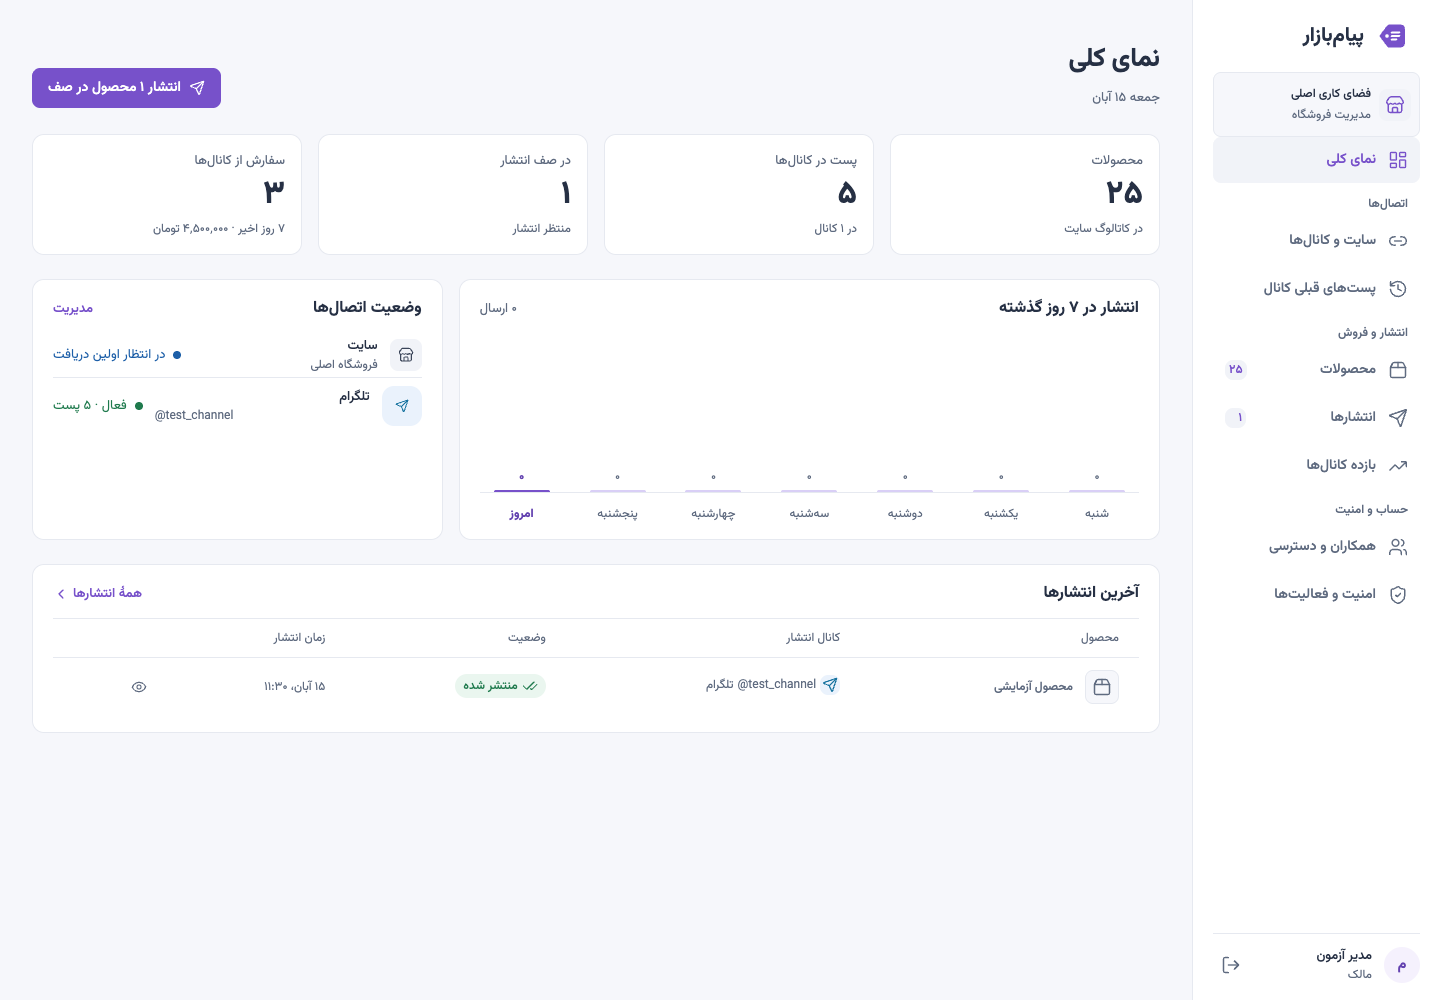 پیام‌بازار
فضای کاری اصلی
مدیریت فروشگاه
نمای کلی
اتصال‌ها
سایت و کانال‌ها
پست‌های قبلی کانال
انتشار و فروش
محصولات ۲۵
انتشارها ۱
بازده کانال‌ها
حساب و امنیت
همکاران و دسترسی
امنیت و فعالیت‌ها
م
مدیر آزمون
مالک
نمای کلی
جمعه ۱۵ آبان
انتشار ۱ محصول در صف
محصولات
۲۵
در کاتالوگ سایت
پست در کانال‌ها
۵
در ۱ کانال
در صف انتشار
۱
منتظر انتشار
سفارش از کانال‌ها
۳
۷ روز اخیر · ۴,۵۰۰,۰۰۰ تومان
انتشار در ۷ روز گذشته
۰ ارسال
۰ ۰ ۰ ۰ ۰ ۰ ۰
شنبه یکشنبه دوشنبه سه‌شنبه چهارشنبه پنجشنبه امروز
وضعیت اتصال‌ها
مدیریت
سایت
فروشگاه اصلی
در انتظار اولین دریافت
تلگرام
@test_channel
فعال · ۵ پست
آخرین انتشارها
همهٔ انتشارها
محصول کانال انتشار وضعیت زمان انتشار
محصول آزمایشی @test_channel تلگرام منتشر شده ۱۵ آبان، ۱۱:۳۰